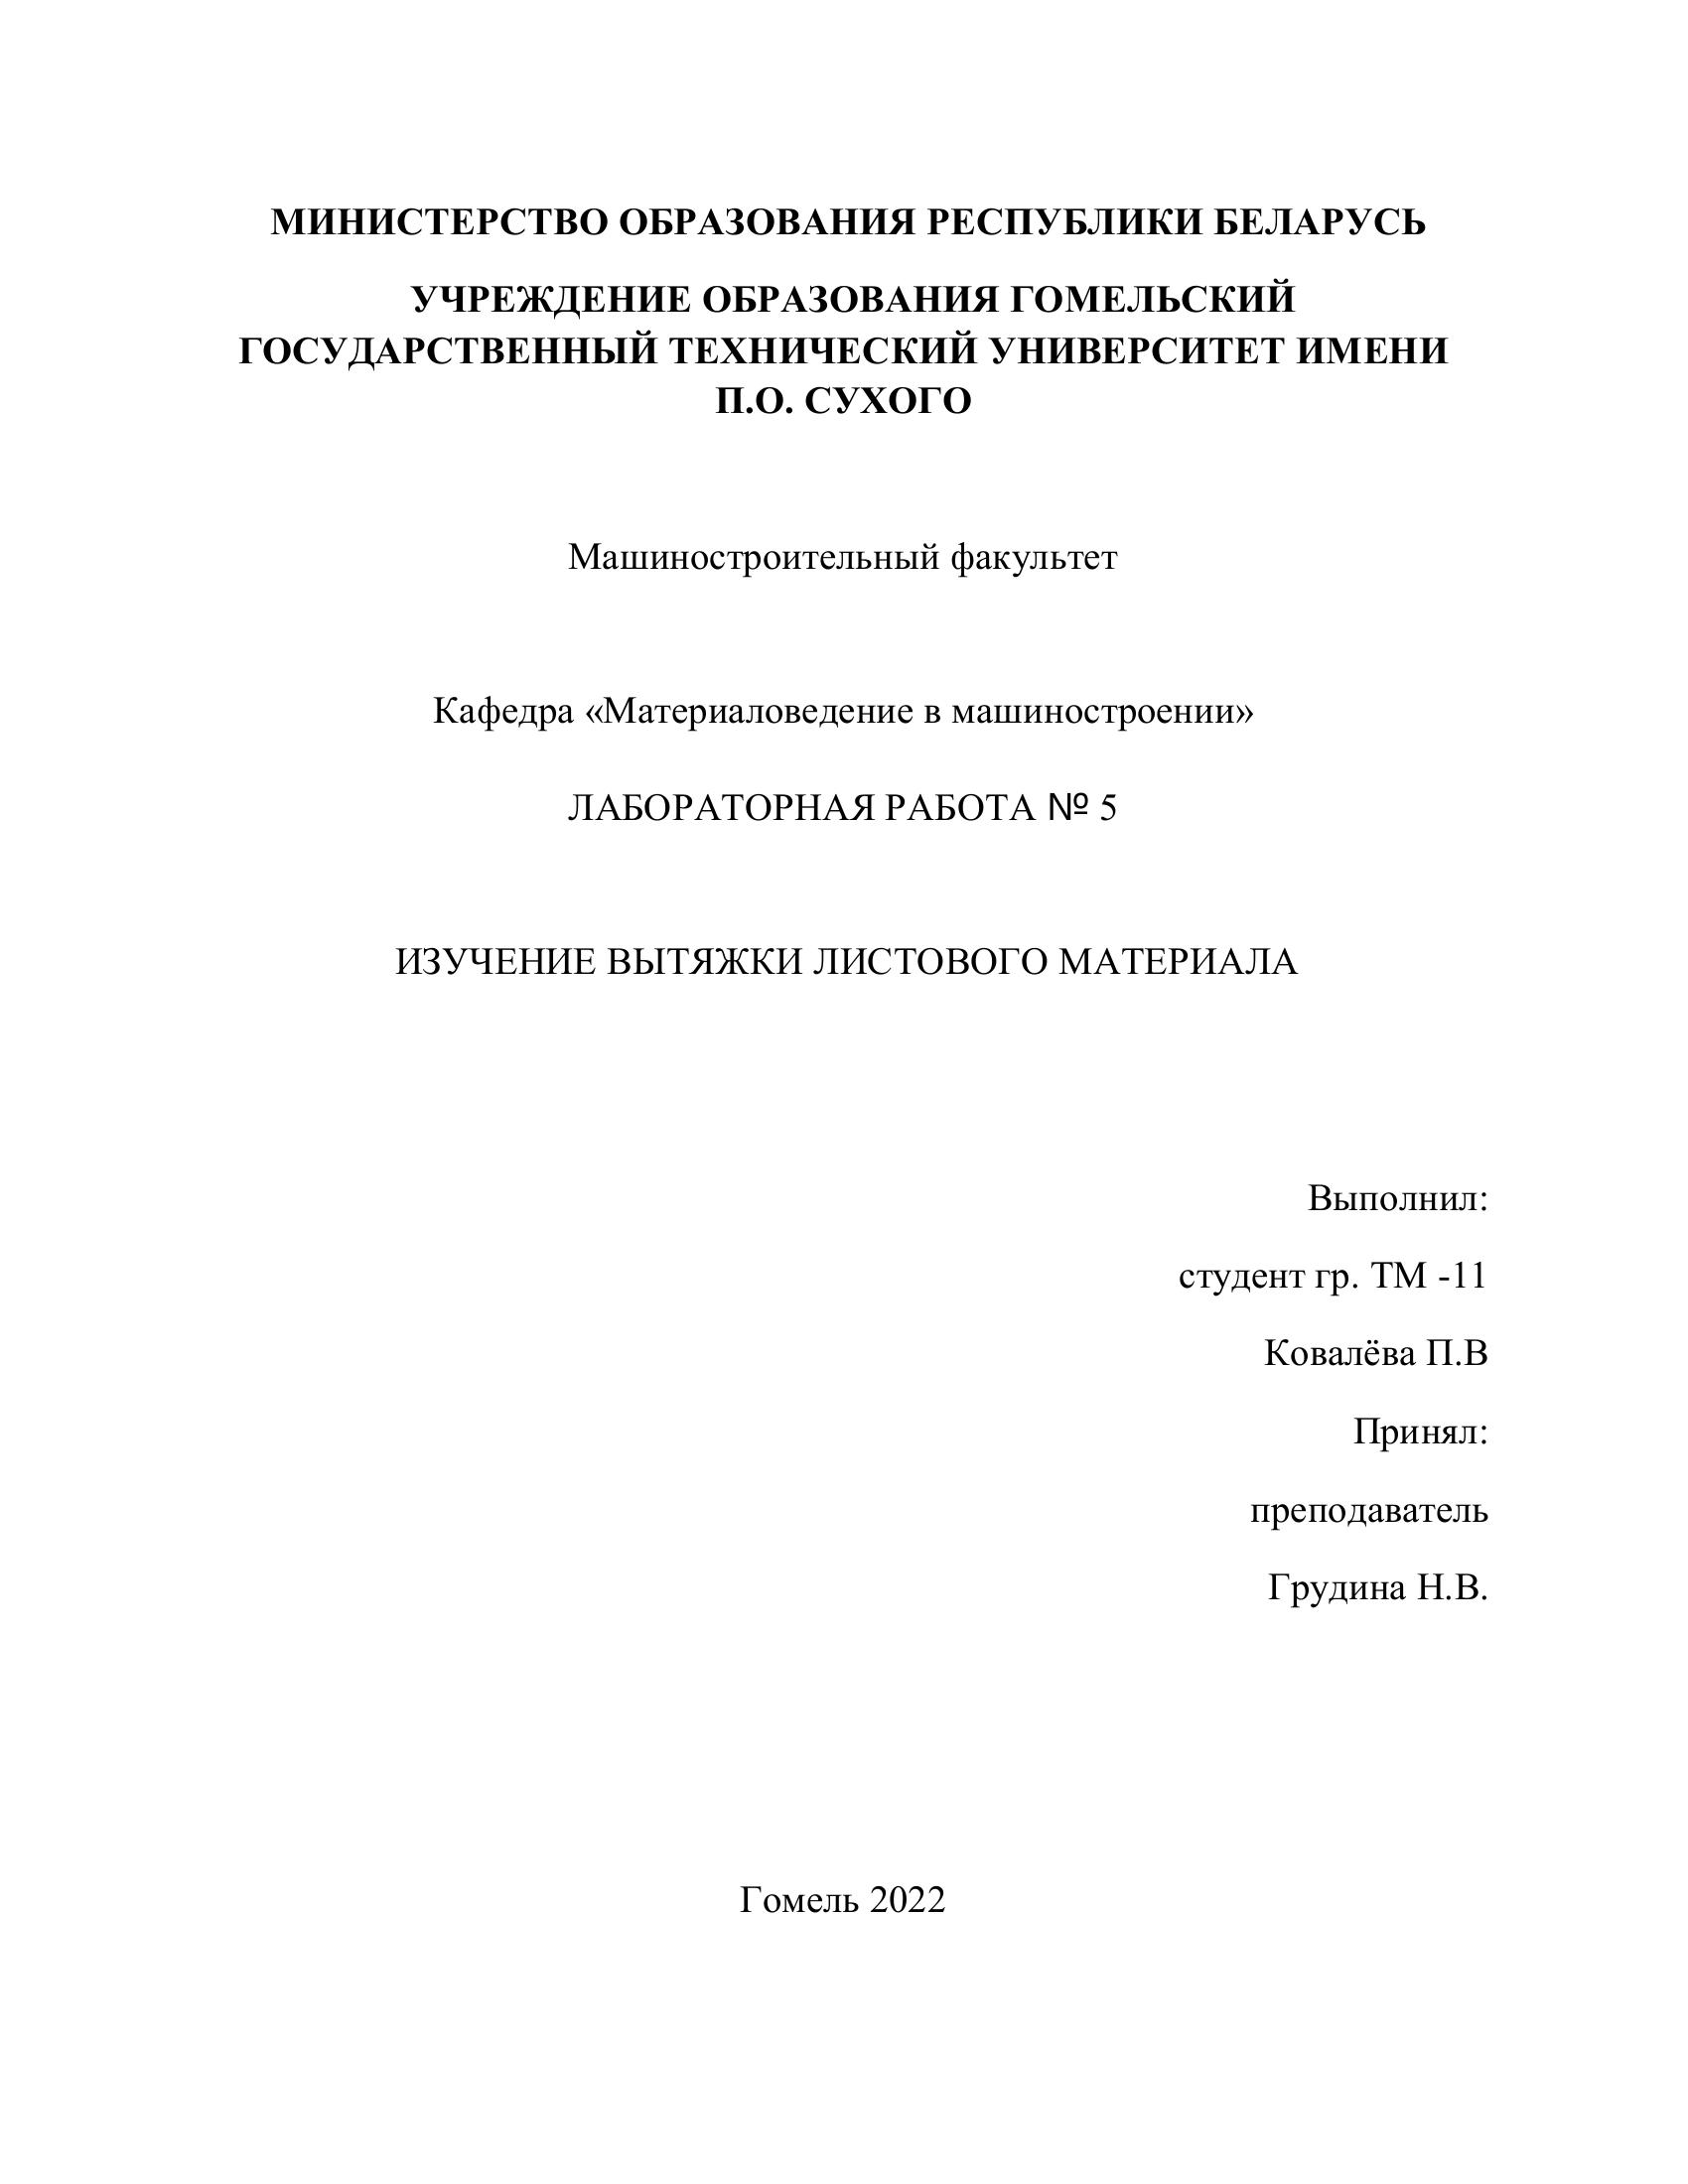 МИНИСТЕРСТВО ОБРАЗОВАНИЯ РЕСПУБЛИКИ БЕЛАРУСЬ
УЧРЕЖДЕНИЕ ОБРАЗОВАНИЯ ГОМЕЛЬСКИЙ
ГОСУДАРСТВЕННЫЙ ТЕХНИЧЕСКИЙ УНИВЕРСИТЕТ ИМЕНИ
П.О. СУХОГО
Машиностроительный факультет
Кафедра «Материаловедение в машиностроении»
ЛАБОРАТОРНАЯ РАБОТА № 5
ИЗУЧЕНИЕ ВЫТЯЖКИ ЛИСТОВОГО МАТЕРИАЛА
Выполнил:
студент гр. ТМ -11
Ковалёва П.В
Принял:
преподаватель
Грудина Н.В.
Гомель 2022